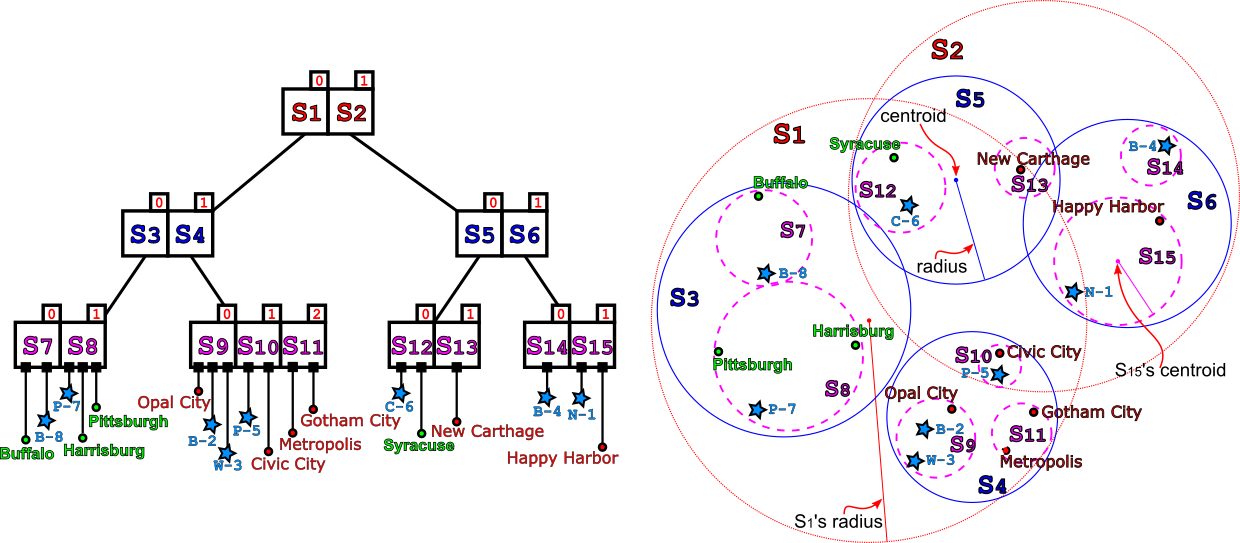 0 1
S1 S2
0 1
S3 S4
0 1
S5 S6
0 1
S7 S8
0 1 2
S9 S10 S11
0 1
S12 S13
0 1
S14 S15
Buffalo
B-8
P-7
Harrisburg
Pittsburgh
Opal City
B-2
W-3
P-5
Civic City
Metropolis
Gotham City
C-6
Syracuse
New Carthage
B-4
N-1
Happy Harbor
S2
S5
centroid
S1
Syracuse
New Carthage
B-4
S14
S12
S13
Buffalo
C-6
Happy Harbor
S6
S7
B-8
radius
S15
S3
N-1
Harrisburg
Pittsburgh
S8
P-7
S10
Civic City
P-5
S15's centroid
Opal City
Gotham City
B-2
S9
S11
W-3
Metropolis
S4
S1's radius